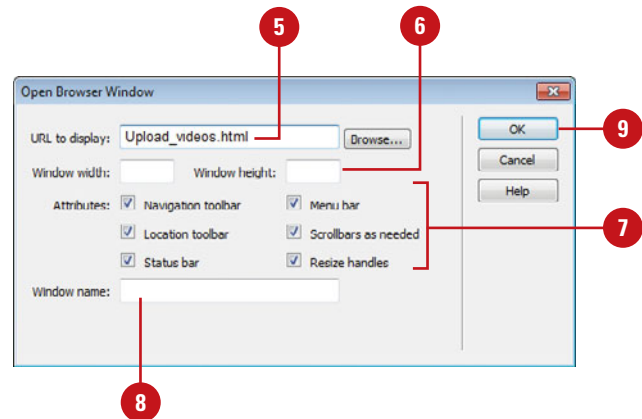 5
6
Open Browser Window
URL to display: Upload_videos.html Browse... OK
9
Window width: Window height: Cancel
Attributes: Navigation toolbar Menu bar Help
7
Location toolbar Scrollbars as needed
Status bar Resize handles
Window name:
8